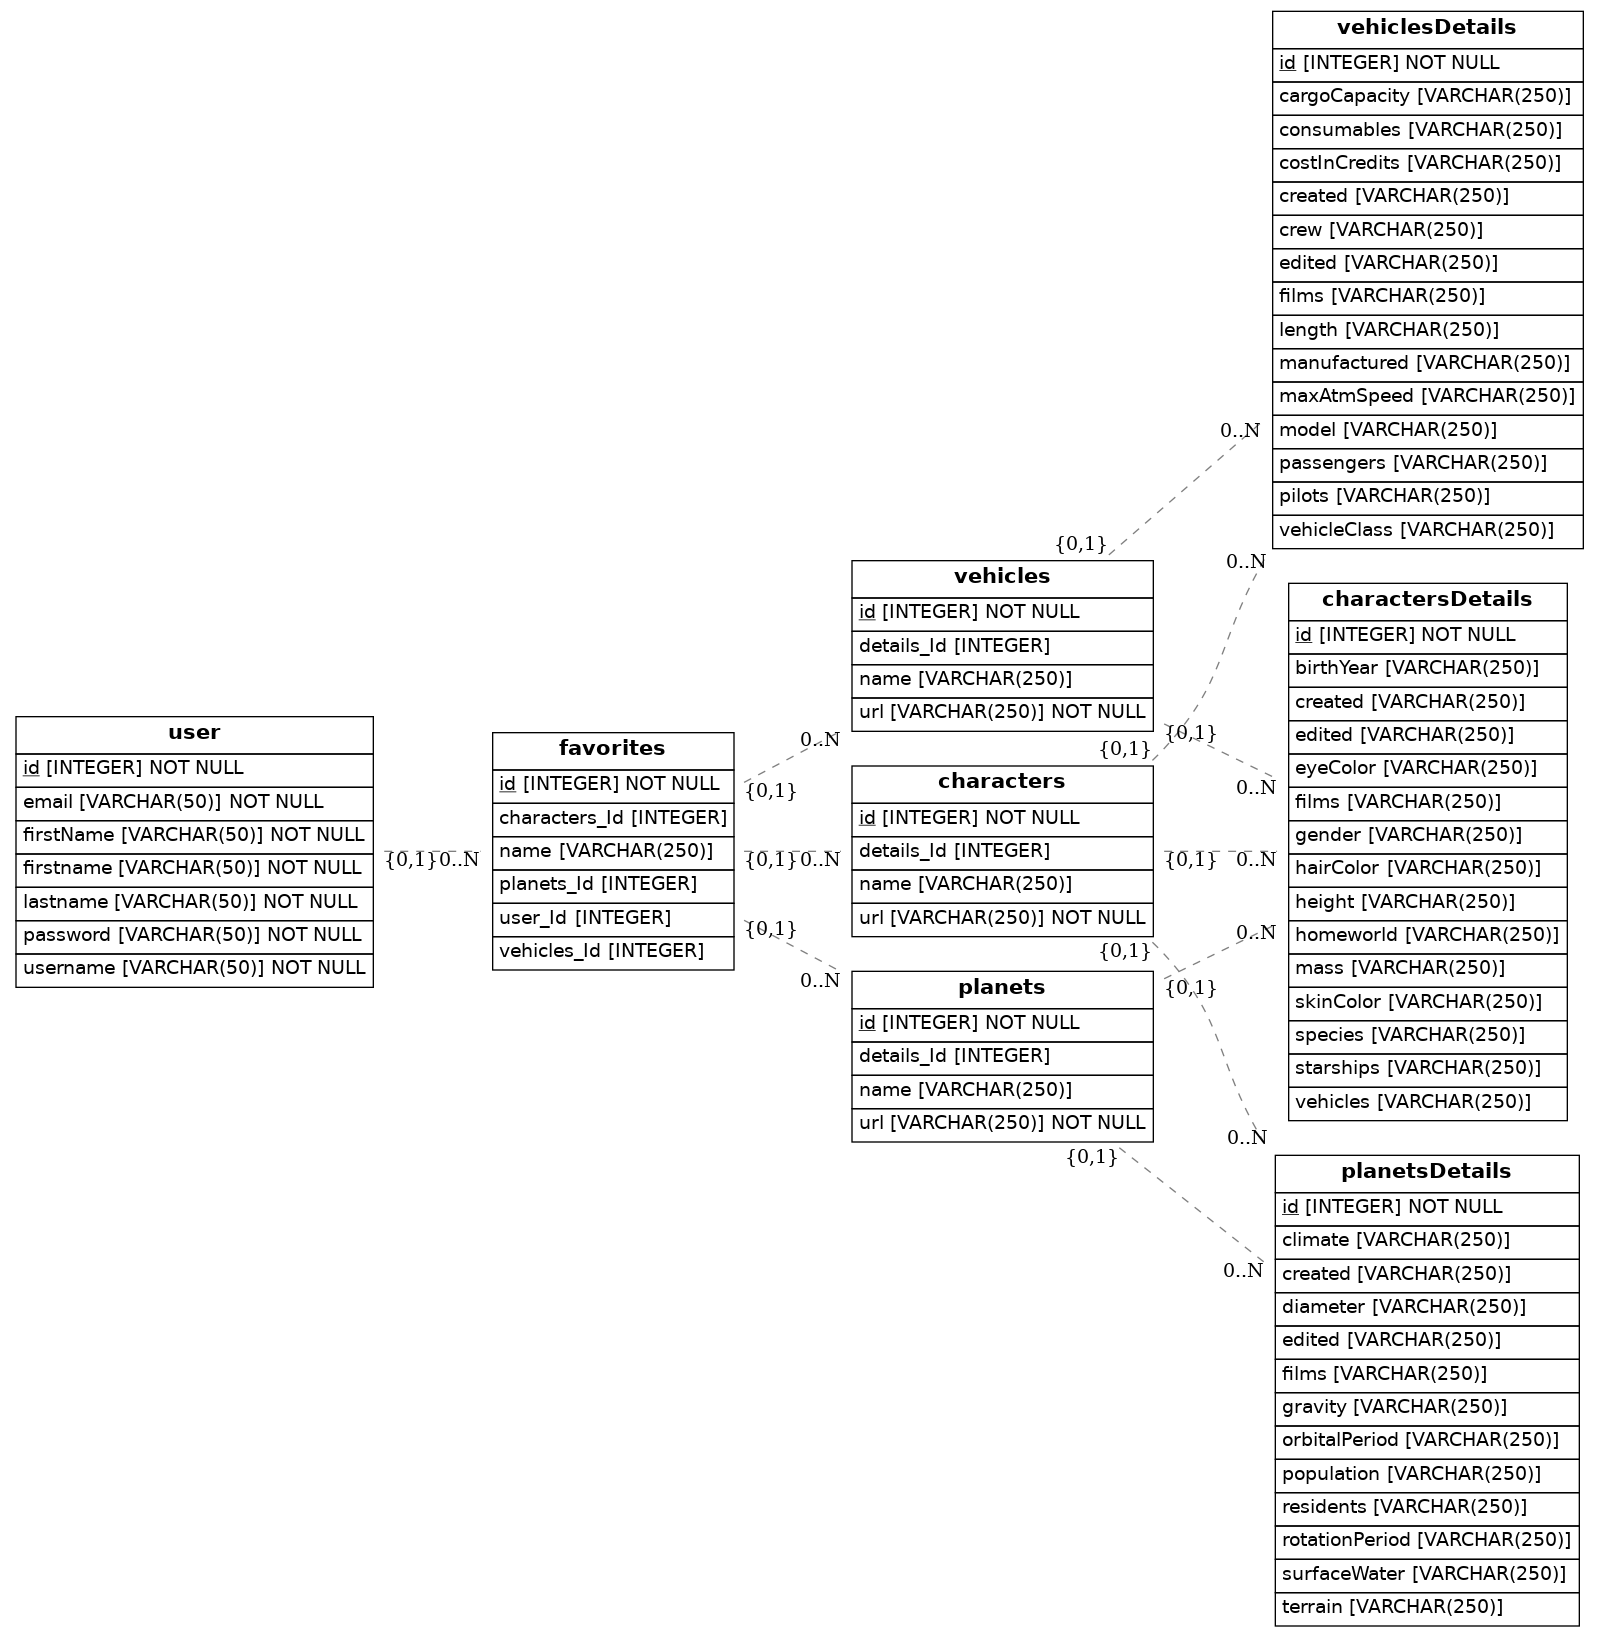 vehiclesDetails
id [INTEGER] NOT NULL
cargoCapacity [VARCHAR(250)]
consumables [VARCHAR(250)]
costInCredits [VARCHAR(250)]
created [VARCHAR(250)]
crew [VARCHAR(250)]
edited [VARCHAR(250)]
films [VARCHAR(250)]
length [VARCHAR(250)]
manufactured [VARCHAR(250)]
maxAtmSpeed [VARCHAR(250)]
model [VARCHAR(250)]
passengers [VARCHAR(250)]
pilots [VARCHAR(250)]
vehicleClass [VARCHAR(250)]
0..N
{0,1}
0..N
vehicles
id [INTEGER] NOT NULL
details_Id [INTEGER]
name [VARCHAR(250)]
url [VARCHAR(250)] NOT NULL
charactersDetails
id [INTEGER] NOT NULL
birthYear [VARCHAR(250)]
created [VARCHAR(250)]
edited [VARCHAR(250)]
eyeColor [VARCHAR(250)]
films [VARCHAR(250)]
gender [VARCHAR(250)]
hairColor [VARCHAR(250)]
height [VARCHAR(250)]
homeworld [VARCHAR(250)]
mass [VARCHAR(250)]
skinColor [VARCHAR(250)]
species [VARCHAR(250)]
starships [VARCHAR(250)]
vehicles [VARCHAR(250)]
user
id [INTEGER] NOT NULL
email [VARCHAR(50)] NOT NULL
firstName [VARCHAR(50)] NOT NULL
firstname [VARCHAR(50)] NOT NULL
lastname [VARCHAR(50)] NOT NULL
password [VARCHAR(50)] NOT NULL
username [VARCHAR(50)] NOT NULL
{0,1}0..N
favorites
id [INTEGER] NOT NULL
characters_Id [INTEGER]
name [VARCHAR(250)]
planets_Id [INTEGER]
user_Id [INTEGER]
vehicles_Id [INTEGER]
0..N
{0,1}
{0,1}0..N
{0,1}
0..N
{0,1}
{0,1}
0..N
characters
id [INTEGER] NOT NULL
details_Id [INTEGER]
name [VARCHAR(250)]
url [VARCHAR(250)] NOT NULL
{0,1} 0..N
0..N
{0,1}
{0,1}
planets
id [INTEGER] NOT NULL
details_Id [INTEGER]
name [VARCHAR(250)]
url [VARCHAR(250)] NOT NULL
0..N
{0,1}
0..N
planetsDetails
id [INTEGER] NOT NULL
climate [VARCHAR(250)]
created [VARCHAR(250)]
diameter [VARCHAR(250)]
edited [VARCHAR(250)]
films [VARCHAR(250)]
gravity [VARCHAR(250)]
orbitalPeriod [VARCHAR(250)]
population [VARCHAR(250)]
residents [VARCHAR(250)]
rotationPeriod [VARCHAR(250)]
surfaceWater [VARCHAR(250)]
terrain [VARCHAR(250)]